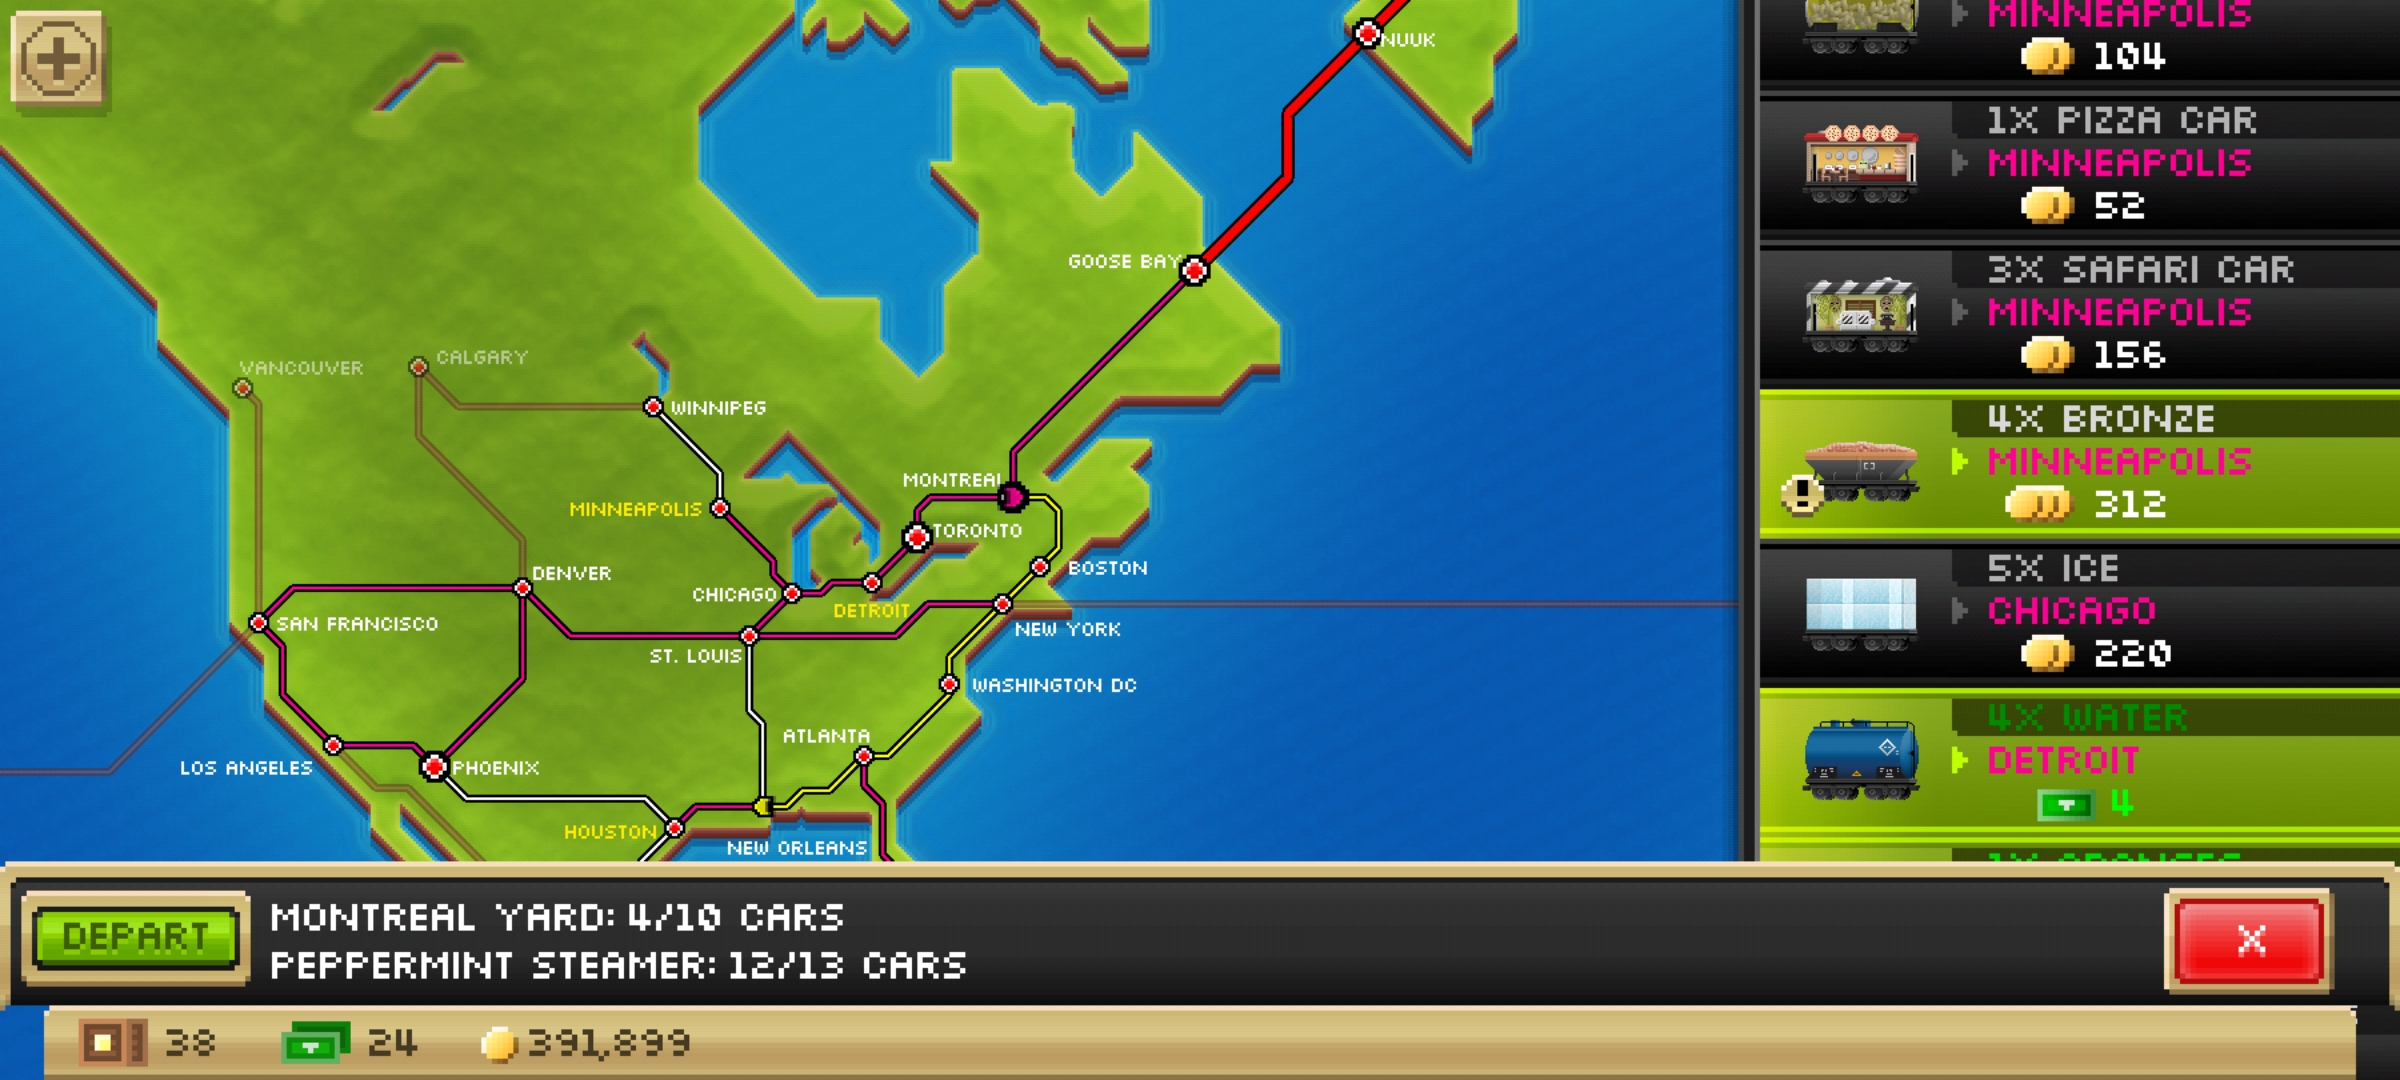 NUUK
GOOSE BAY
VANCOUVER
CALGARY
WINNIPEG
MONTREAL
MINNEAPOLIS
TORONTO
DENVER
BOSTON
CHICAGO
DETROIT
SAN FRANCISCO
NEW YORK
ST. LOUIS
WASHINGTON DC
ATLANTA
LOS ANGELES
PHOENIX
HOUSTON
NEW ORLEANS
MINNEAPOLIS
104
1X PIZZA CAR
MINNEAPOLIS
52
3X SAFARI CAR
MINNEAPOLIS
156
4X BRONZE
MINNEAPOLIS
312
5X ICE
CHICAGO
220
4X WATER
DETROIT
4
1X ORANGES
DEPART
MONTREAL YARD: 4/10 CARS
PEPPERMINT STEAMER: 12/13 CARS
X
38
24
391,899